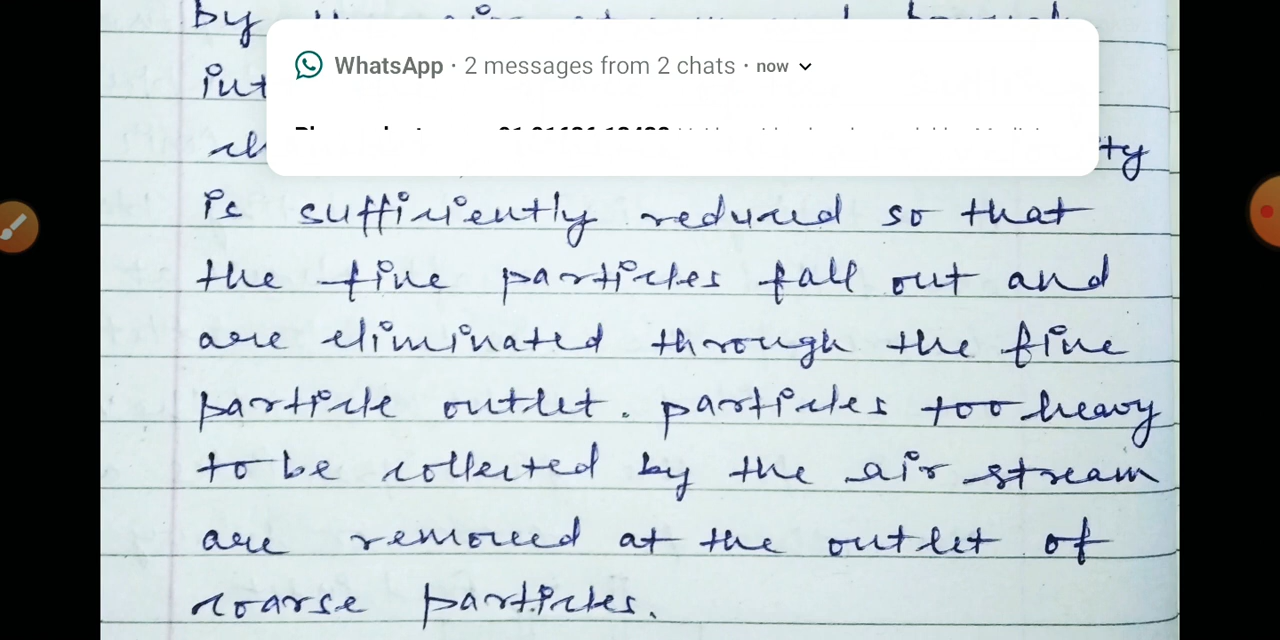 by
WhatsApp · 2 messages from 2 chats · now
int
ty
is sufficiently reduced so that
the fine particles fall out and
are eliminated through the fine
particle outlet. particles too heavy
to be collected by the air stream
are removed at the outlet of
coarse particles.